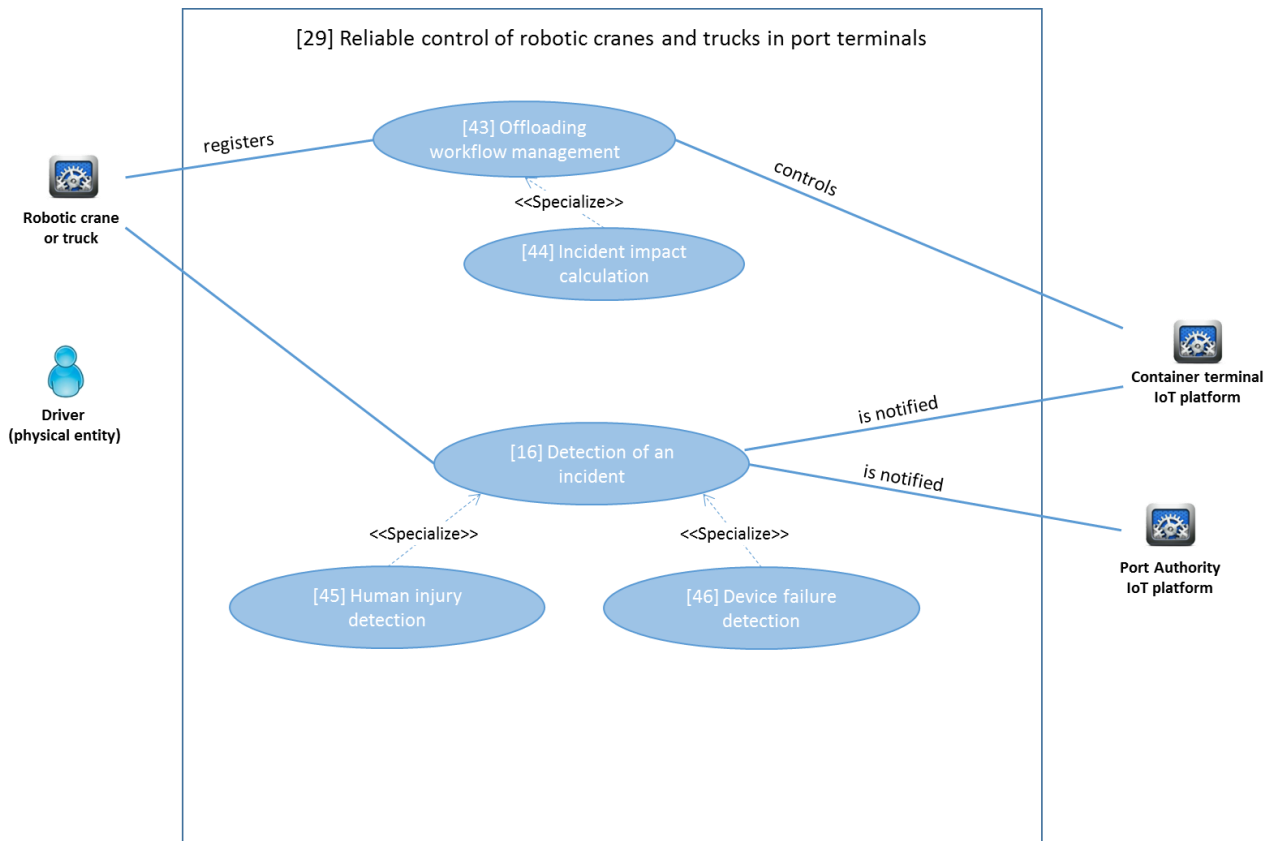 [29] Reliable control of robotic cranes and trucks in port terminals
[43] Offloading
workflow management
registers
controls
Robotic crane
or truck
<<Specialize>>
[44] Incident impact
calculation
Driver
(physical entity)
Container terminal
IoT platform
is notified
[16] Detection of an
incident
is notified
<<Specialize>>
<<Specialize>>
Port Authority
IoT platform
[45] Human injury
detection
[46] Device failure
detection